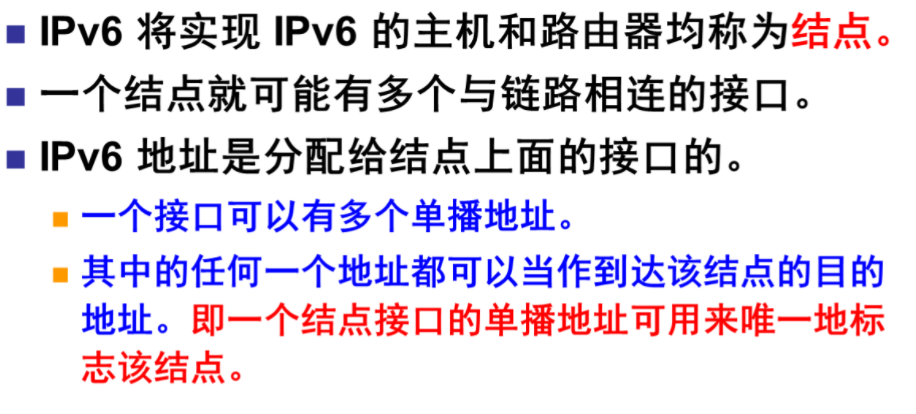 IPv6 将实现 IPv6 的主机和路由器均称为结点。
一个结点就可能有多个与链路相连的接口。
IPv6 地址是分配给结点上面的接口的。
一个接口可以有多个单播地址。
其中的任何一个地址都可以当作到达该结点的目的
地址。即一个结点接口的单播地址可用来唯一地标
志该结点。